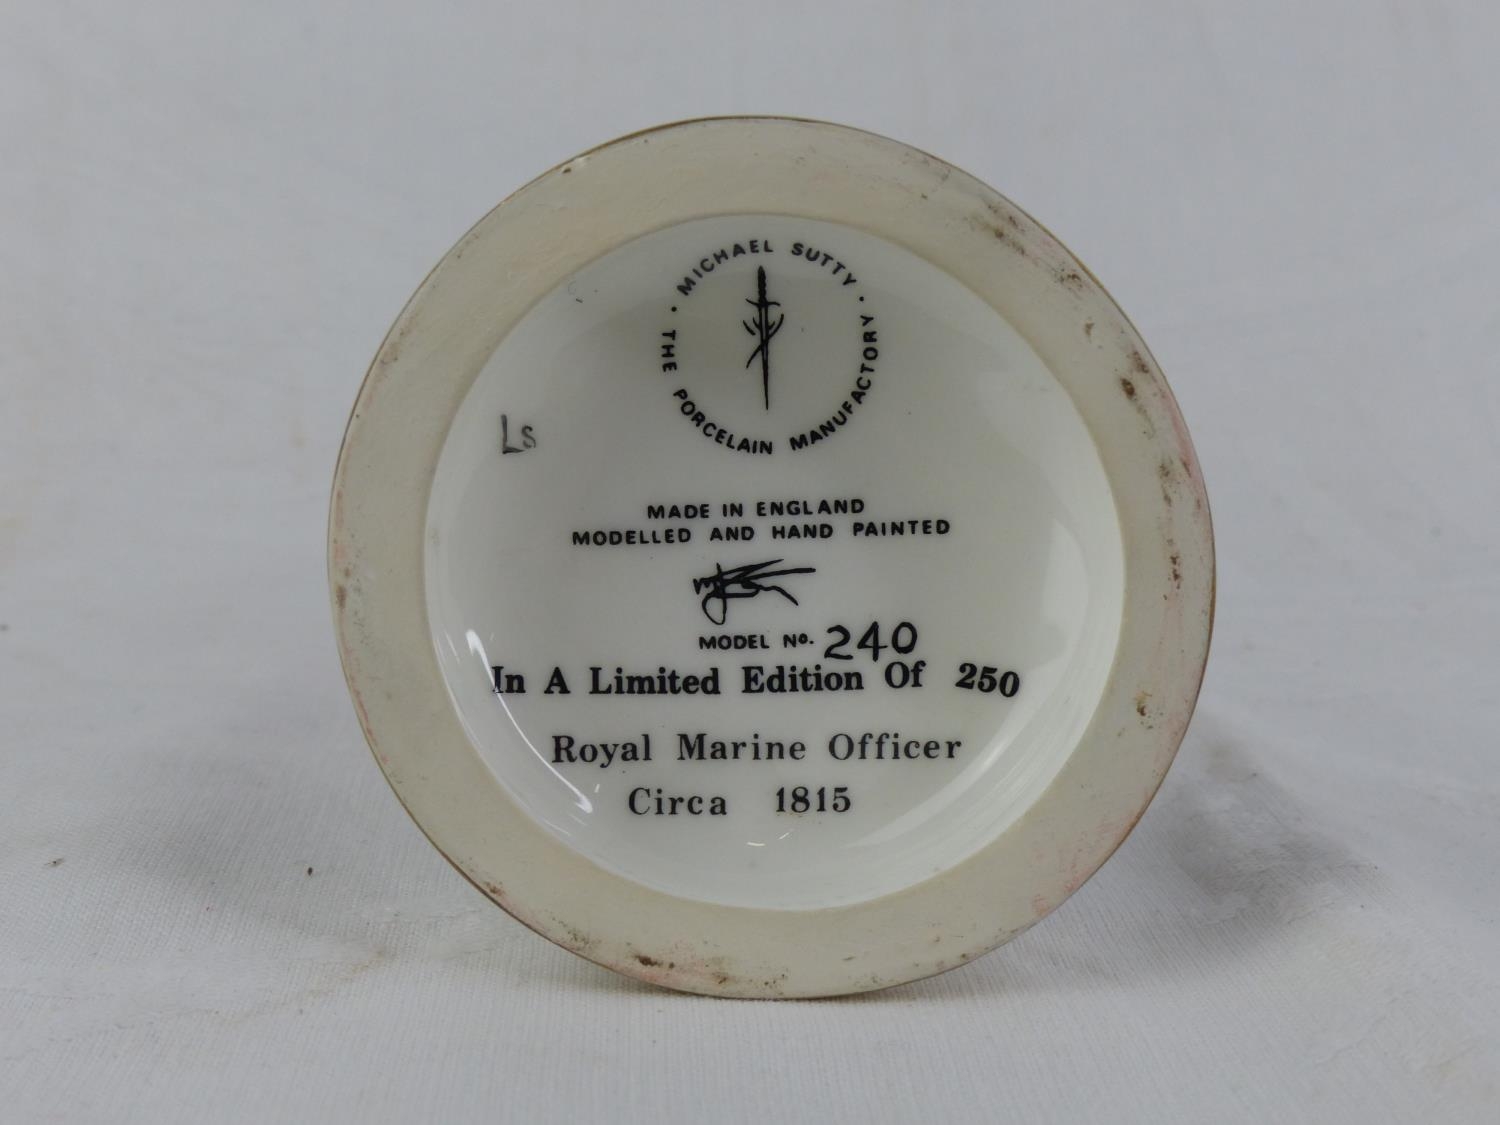 MICHAEL SUTTY
· THE PORCELAIN MANUFACTORY ·
Ls
MADE IN ENGLAND
MODELLED AND HAND PAINTED
MODEL No. 240
In A Limited Edition Of 250
Royal Marine Officer
Circa 1815